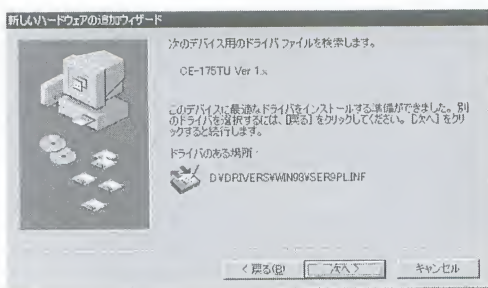 新しいハードウェアの追加ウィザード
次のデバイス用のドライバ ファイルを検索します。
CE-175TU Ver 1.x
このデバイスに最適なドライバをインストールする準備ができました。別
のドライバを選択するには、[戻る] をクリックしてください。[次へ] をクリ
ックすると続行します。
ドライバのある場所:
D:¥DRIVERS¥WIN98¥SER9PL.INF
< 戻る(B)
次へ >
キャンセル